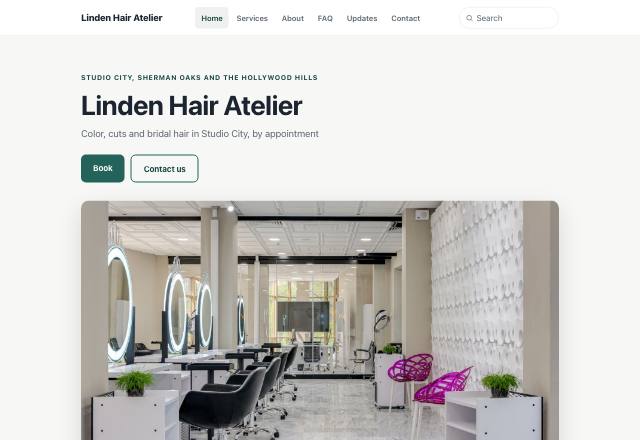 Linden Hair Atelier
Home
Services
About
FAQ
Updates
Contact
Search
STUDIO CITY, SHERMAN OAKS AND THE HOLLYWOOD HILLS
Linden Hair Atelier
Color, cuts and bridal hair in Studio City, by appointment
Book
Contact us